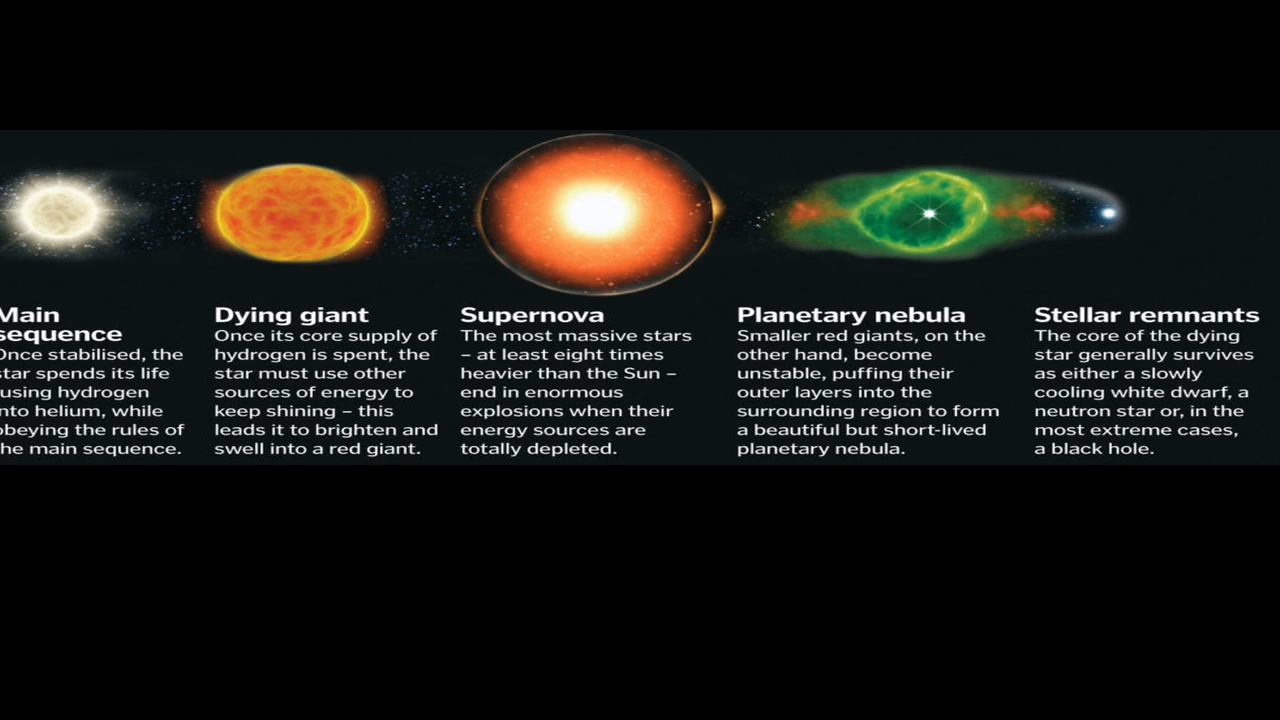 Main
sequence
Once stabilised, the
star spends its life
using hydrogen
nto helium, while
obeying the rules of
the main sequence.
Dying giant
Once its core supply of
hydrogen is spent, the
star must use other
sources of energy to
keep shining – this
leads it to brighten and
swell into a red giant.
Supernova
The most massive stars
– at least eight times
heavier than the Sun –
end in enormous
explosions when their
energy sources are
totally depleted.
Planetary nebula
Smaller red giants, on the
other hand, become
unstable, puffing their
outer layers into the
surrounding region to form
a beautiful but short-lived
planetary nebula.
Stellar remnants
The core of the dying
star generally survives
as either a slowly
cooling white dwarf, a
neutron star or, in the
most extreme cases,
a black hole.